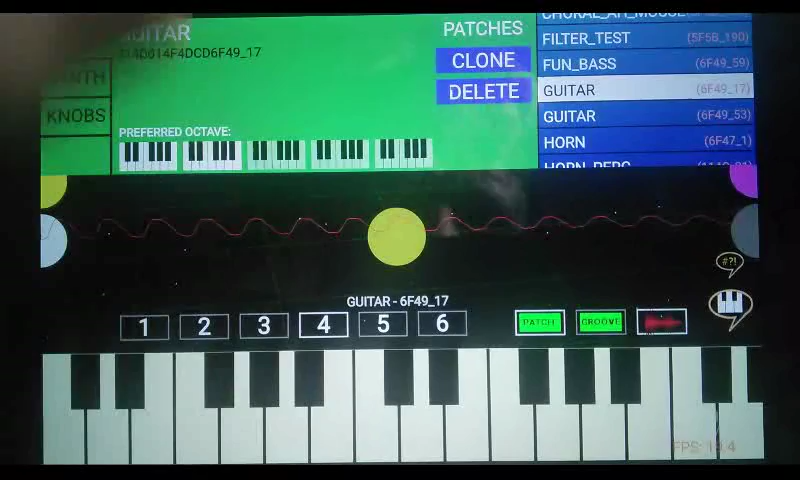 GUITAR
PATCHES
CLONE
DELETE
KNOBS
PREFERRED OCTAVE:
FILTER_TEST (5F5B_190)
FUN_BASS (6F49_59)
GUITAR (6F49_17)
GUITAR (6F49_53)
HORN (6F47_1)
#?!
GUITAR - 6F49_17
1 2 3 4 5 6
PATCH GROOVE